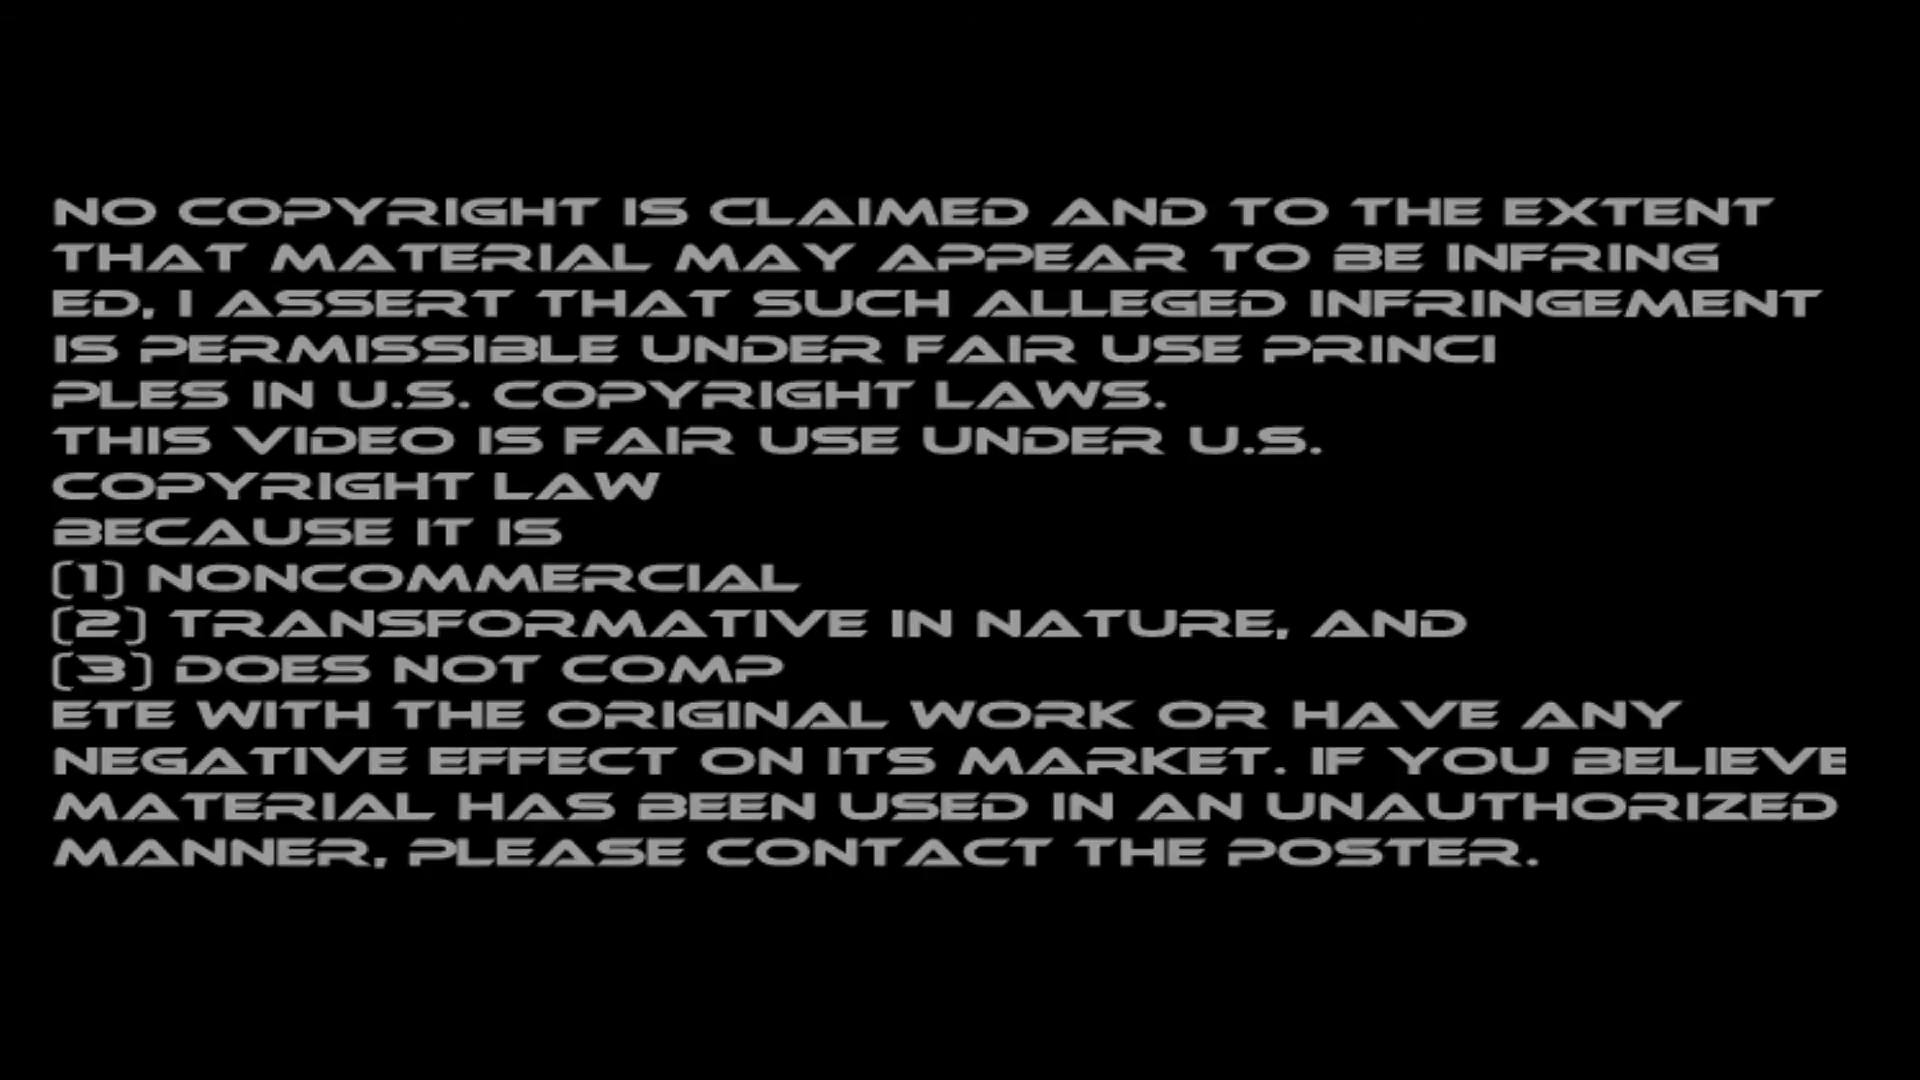 NO COPYRIGHT IS CLAIMED AND TO THE EXTENT
THAT MATERIAL MAY APPEAR TO BE INFRING
ED, I ASSERT THAT SUCH ALLEGED INFRINGEMENT
IS PERMISSIBLE UNDER FAIR USE PRINCI
PLES IN U.S. COPYRIGHT LAWS.
THIS VIDEO IS FAIR USE UNDER U.S.
COPYRIGHT LAW
BECAUSE IT IS
(1) NONCOMMERCIAL
(2) TRANSFORMATIVE IN NATURE, AND
(3) DOES NOT COMP
ETE WITH THE ORIGINAL WORK OR HAVE ANY
NEGATIVE EFFECT ON ITS MARKET. IF YOU BELIEVE
MATERIAL HAS BEEN USED IN AN UNAUTHORIZED
MANNER, PLEASE CONTACT THE POSTER.